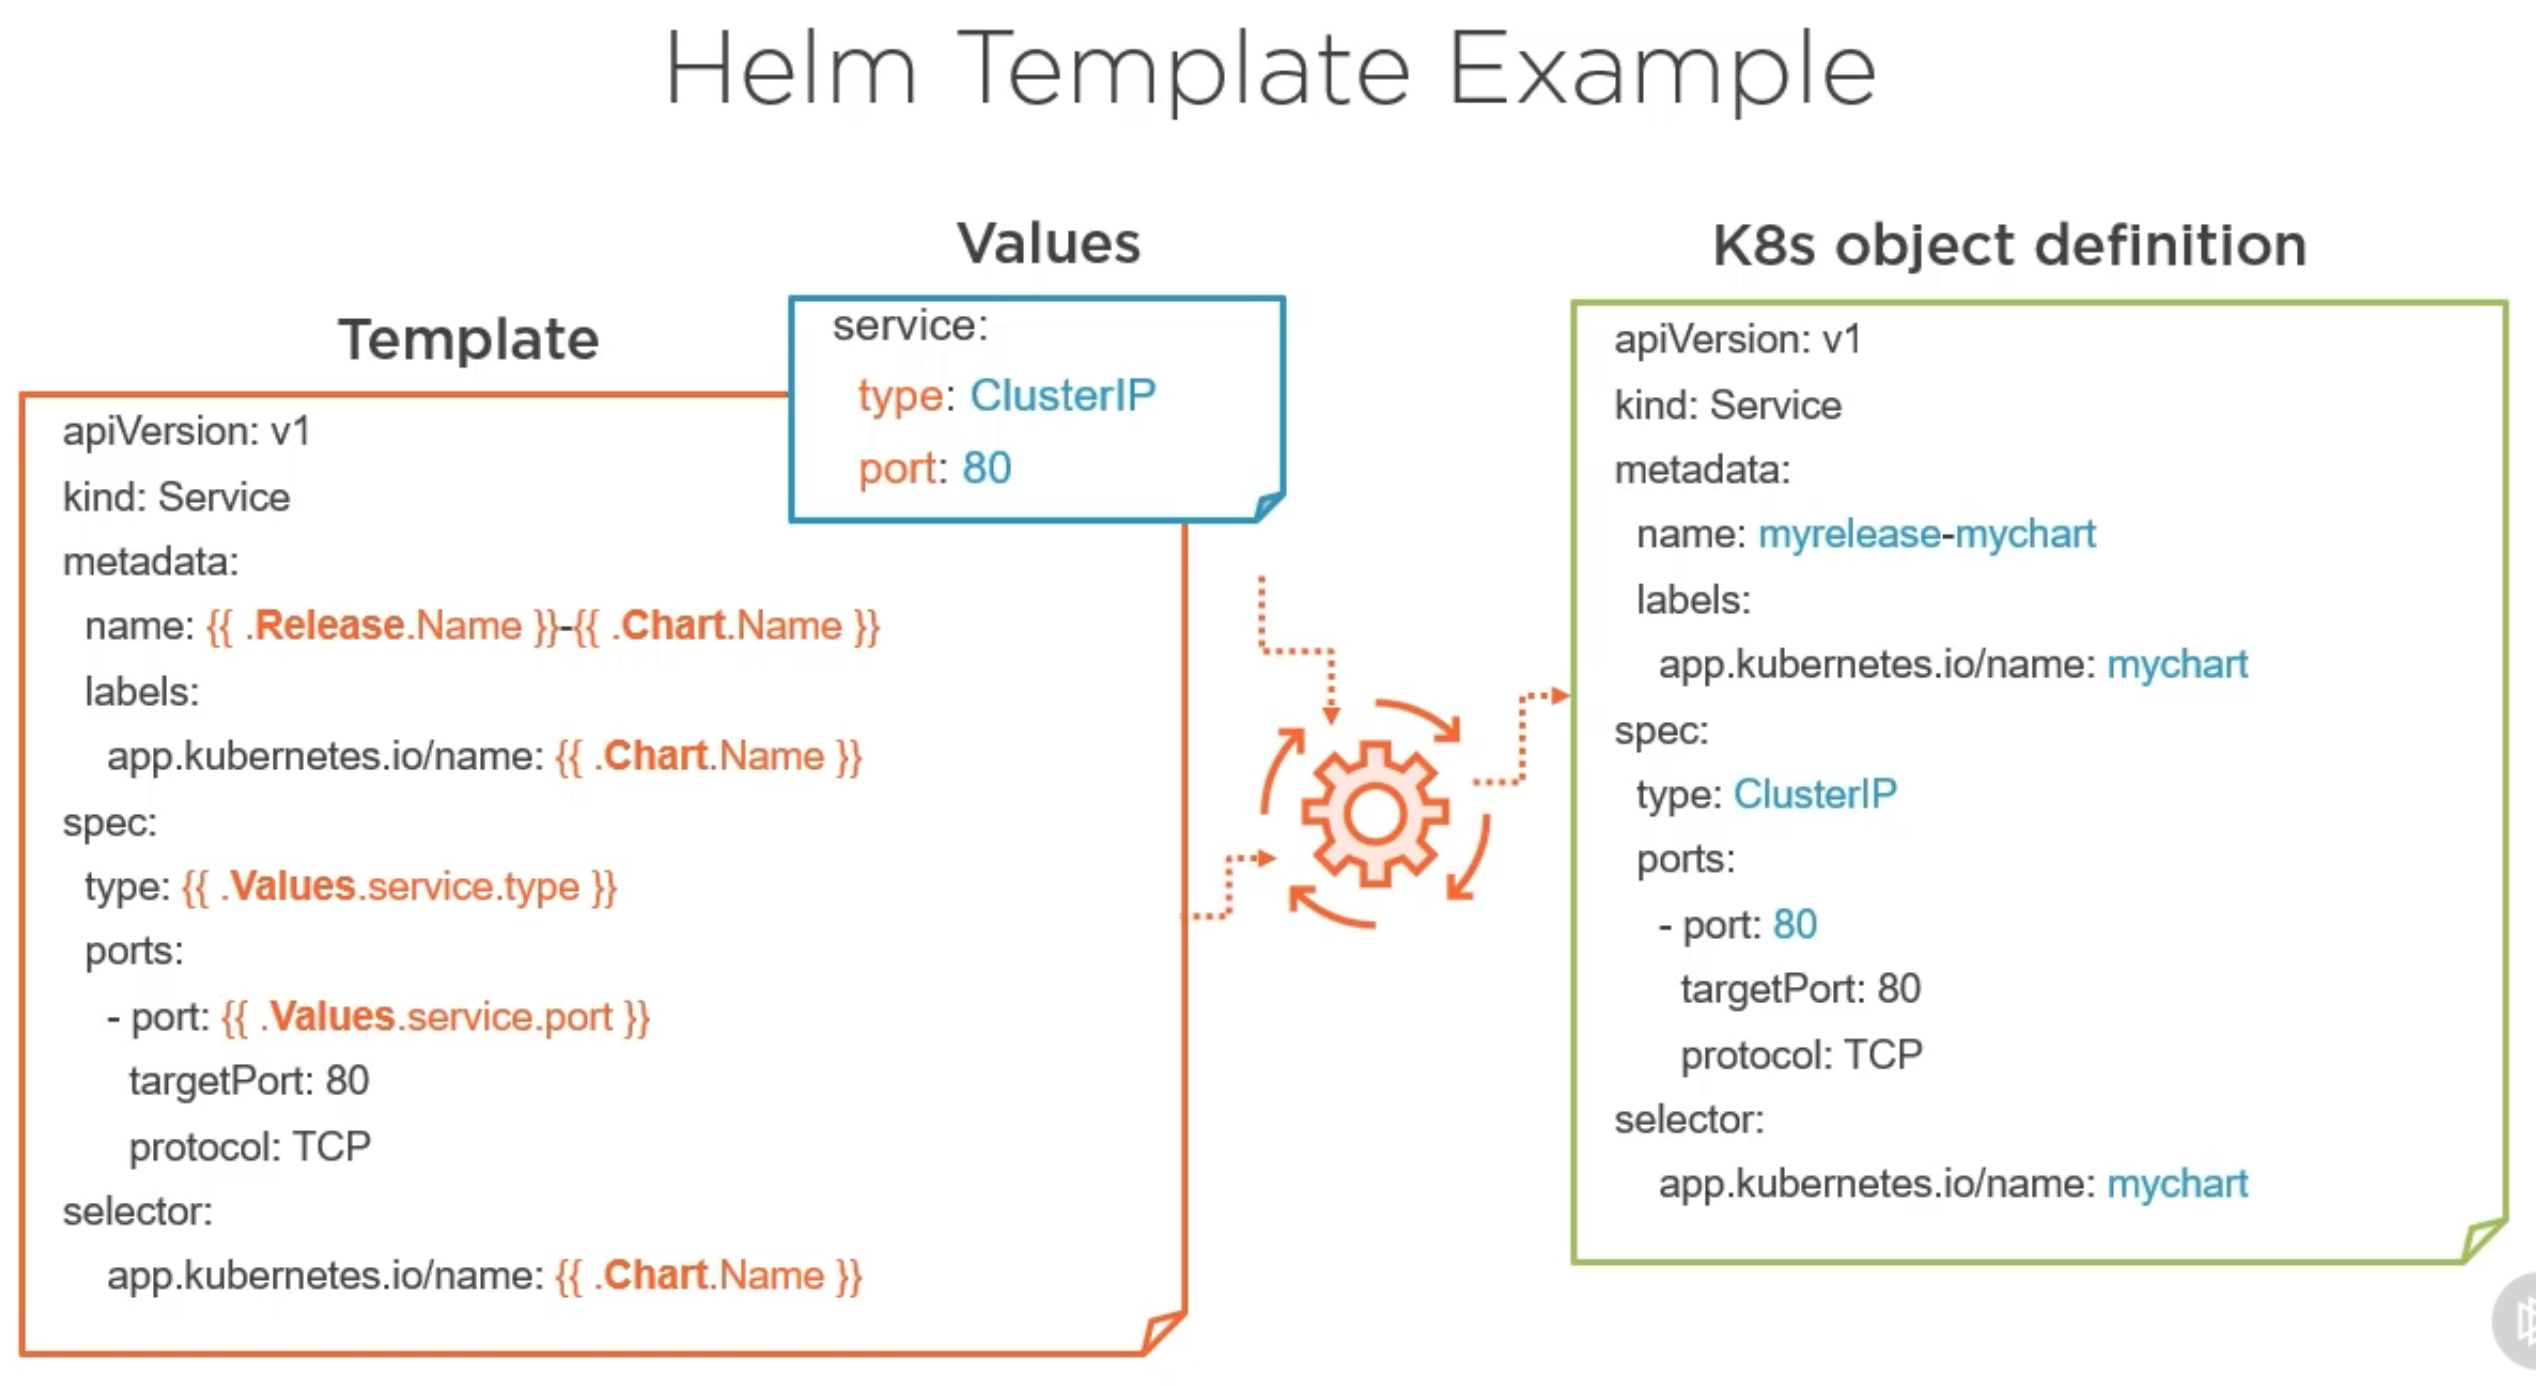 Helm Template Example
Template
apiVersion: v1
kind: Service
metadata:
name: {{ .Release.Name }}-{{ .Chart.Name }}
labels:
app.kubernetes.io/name: {{ .Chart.Name }}
spec:
type: {{ .Values.service.type }}
ports:
- port: {{ .Values.service.port }}
targetPort: 80
protocol: TCP
selector:
app.kubernetes.io/name: {{ .Chart.Name }}
Values
service:
type: ClusterIP
port: 80
K8s object definition
apiVersion: v1
kind: Service
metadata:
name: myrelease-mychart
labels:
app.kubernetes.io/name: mychart
spec:
type: ClusterIP
ports:
- port: 80
targetPort: 80
protocol: TCP
selector:
app.kubernetes.io/name: mychart